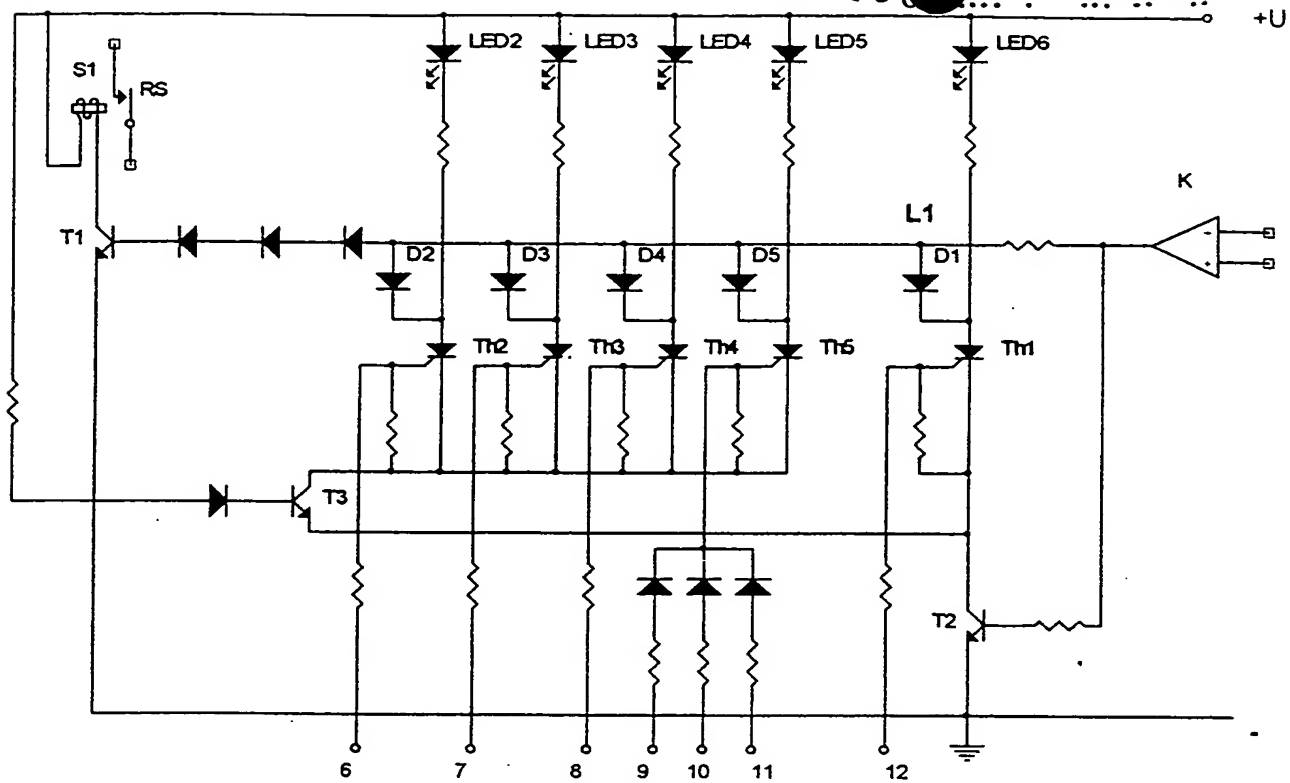 +U
LED2 LED3 LED4 LED5 LED6
S1
RS
K
L1
T1
D2 D3 D4 D5 D1
- 
+
Th2 Th3 Th4 Th5 Th1
T3
T2
6 7 8 9 10 11 12
-